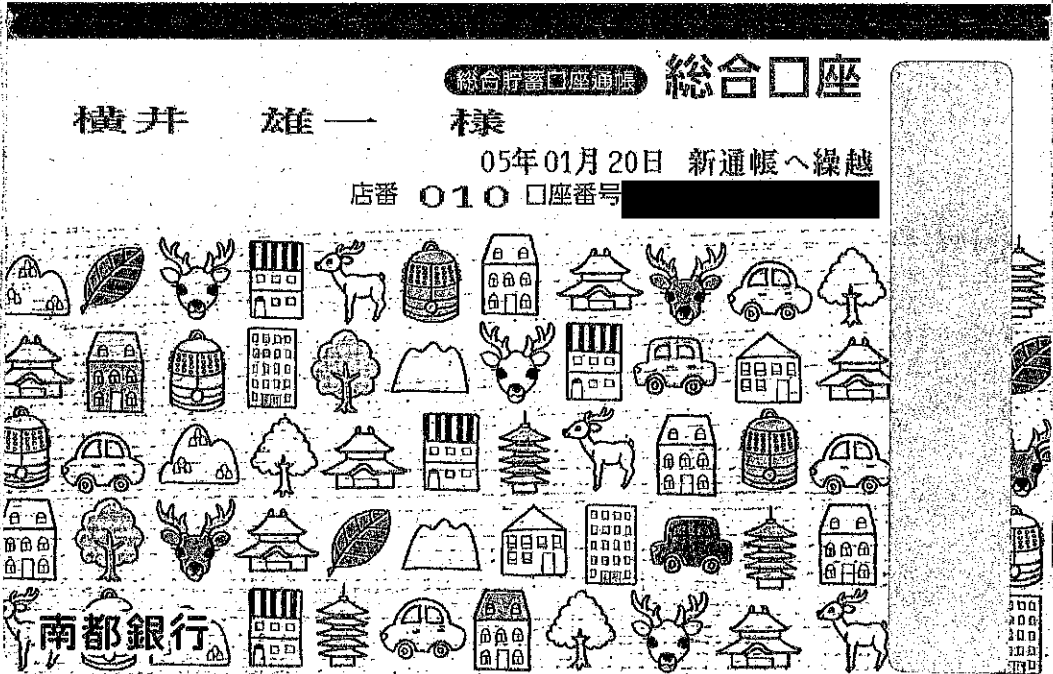 総合貯蓄口座通帳 総合口座
横井 雄一 様
05年01月20日 新通帳へ繰越
店番 010 口座番号
南都銀行